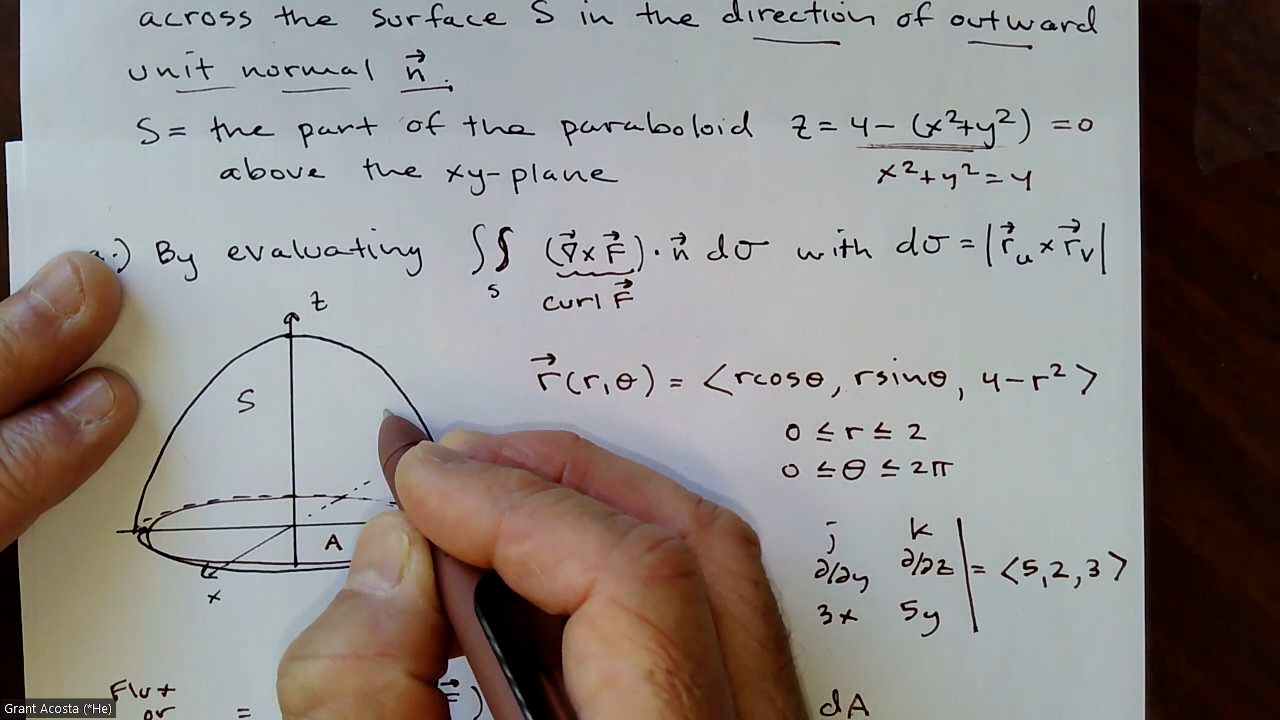 across the surface S in the direction of outward
unit normal n⃗.
S = the part of the paraboloid z = 4 - (x²+y²) = 0
above the xy-plane
x²+y² = 4
a.) By evaluating ∬ₛ (∇⃗ × F⃗) · n⃗ dσ with dσ = |r⃗ᵤ × r⃗ᵥ|
curl F⃗
z
S
A
x
r⃗(r,θ) = ⟨rcosθ, rsinθ, 4-r²⟩
0 ≤ r ≤ 2
0 ≤ θ ≤ 2π
j k
∂/∂y ∂/∂z | = ⟨5,2,3⟩
3x 5y
Flux
or = F⃗) dA
Grant Acosta (*He)